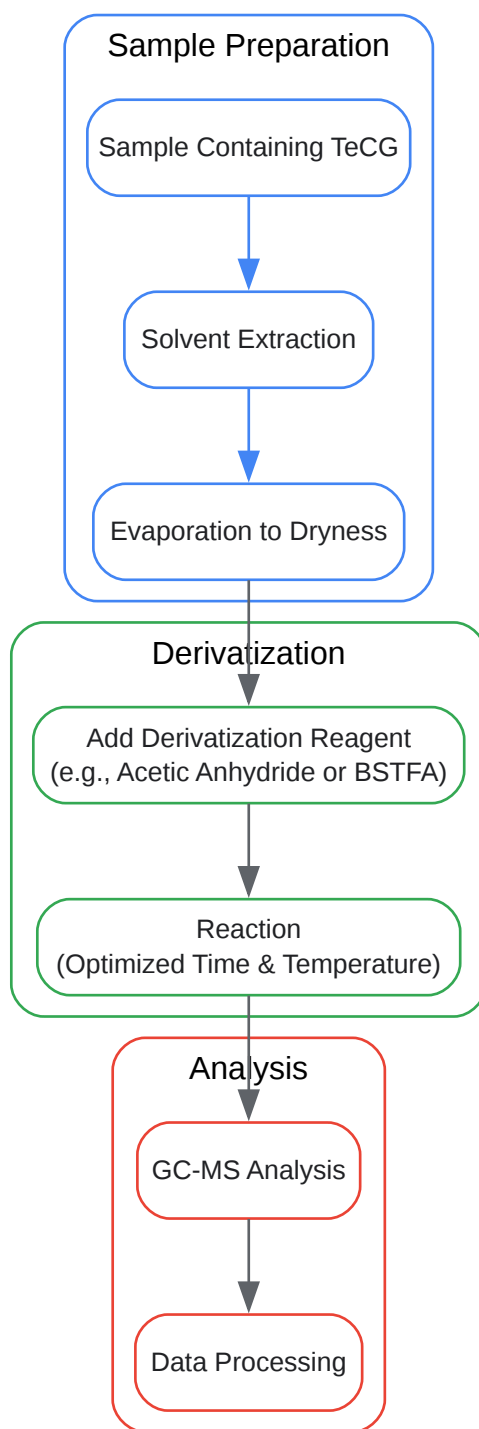 Sample Preparation
Sample Containing TeCG
Solvent Extraction
Evaporation to Dryness
Derivatization
Add Derivatization Reagent
(e.g., Acetic Anhydride or BSTFA)
Reaction
(Optimized Time & Temperature)
Analysis
GC-MS Analysis
Data Processing